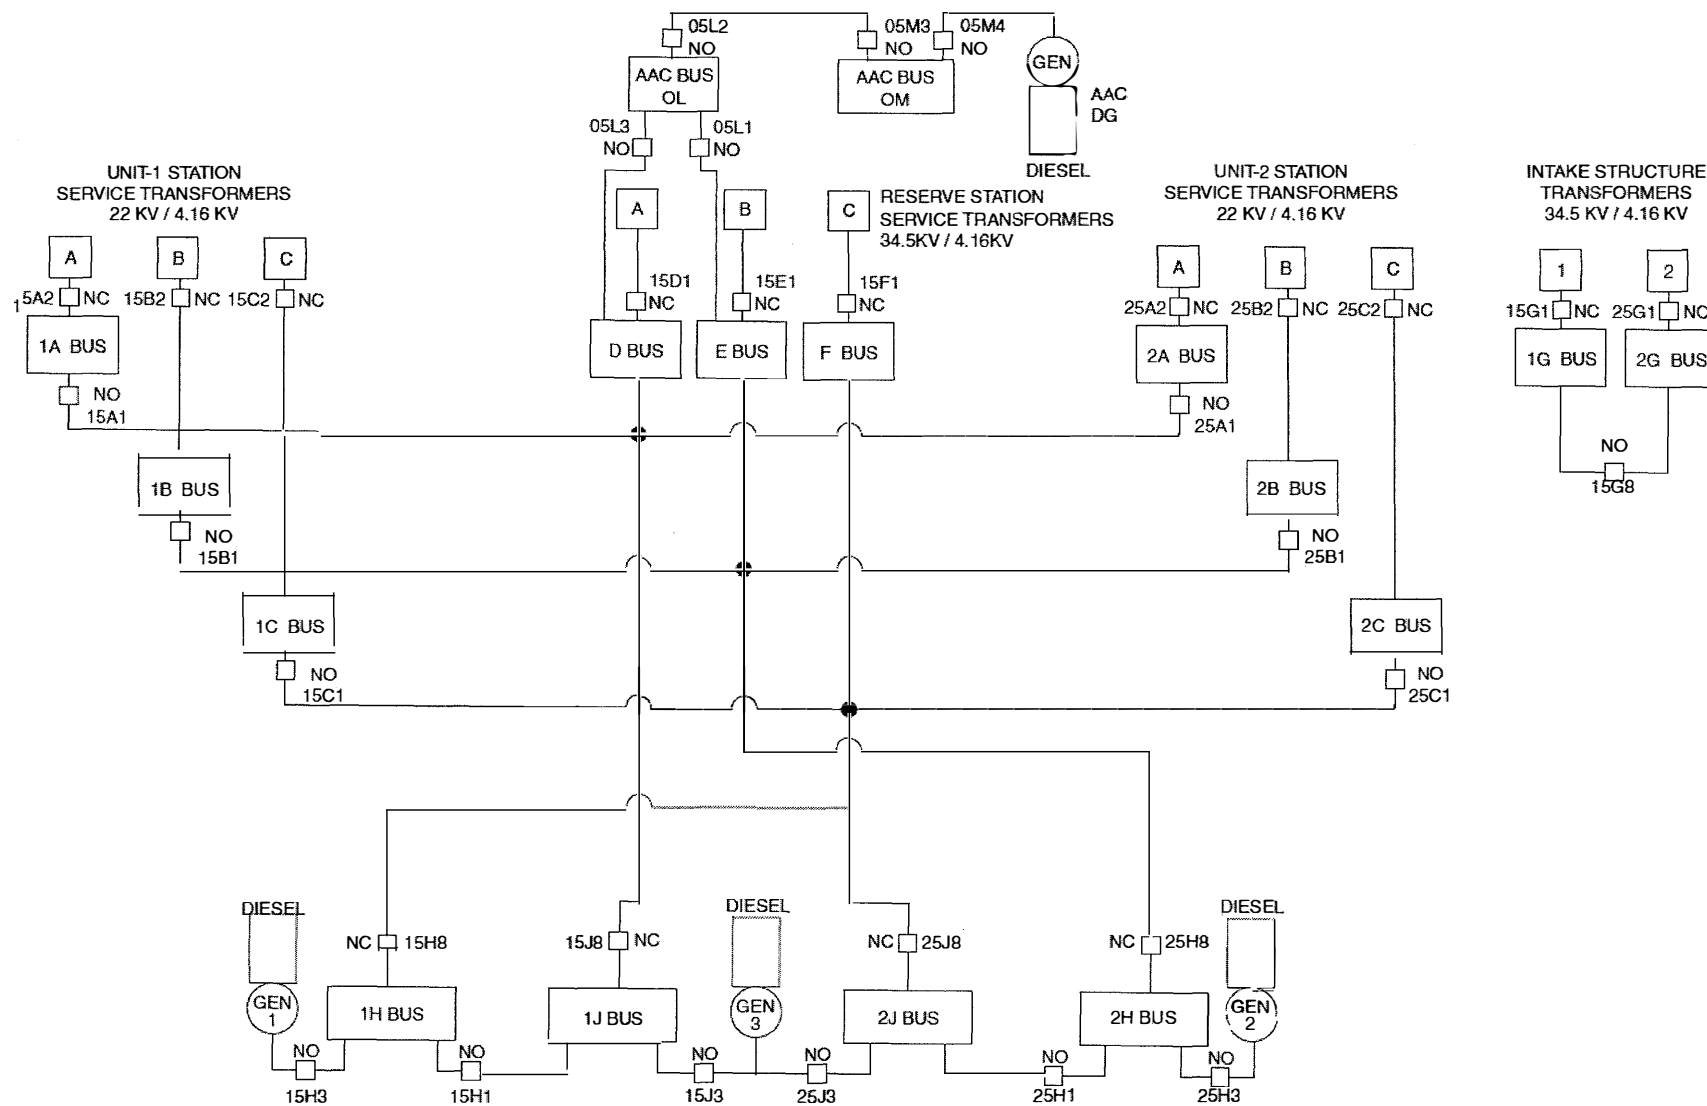 05L2
NO
05M3
NO
05M4
NO
GEN
AAC BUS
OL
AAC BUS
OM
AAC
DG
DIESEL
05L3
NO
05L1
NO
UNIT-1 STATION
SERVICE TRANSFORMERS
22 KV / 4.16 KV
A
B
C
RESERVE STATION
SERVICE TRANSFORMERS
34.5KV / 4.16KV
UNIT-2 STATION
SERVICE TRANSFORMERS
22 KV / 4.16 KV
INTAKE STRUCTURE
TRANSFORMERS
34.5 KV / 4.16 KV
A
B
C
A
B
C
1
2
15A2
NC
15B2
NC
15C2
NC
15D1
NC
15E1
NC
15F1
NC
25A2
NC
25B2
NC
25C2
NC
15G1
NC
25G1
NC
1A BUS
D BUS
E BUS
F BUS
2A BUS
1G BUS
2G BUS
NO
15A1
NO
25A1
NO
15G8
1B BUS
2B BUS
NO
15B1
NO
25B1
1C BUS
2C BUS
NO
15C1
NO
25C1
DIESEL
DIESEL
DIESEL
NC
15H8
15J8
NC
NC
25J8
NC
25H8
GEN
1
1H BUS
1J BUS
GEN
3
2J BUS
2H BUS
GEN
2
NO
15H3
NO
15H1
NO
15J3
NO
25J3
NO
25H1
NO
25H3